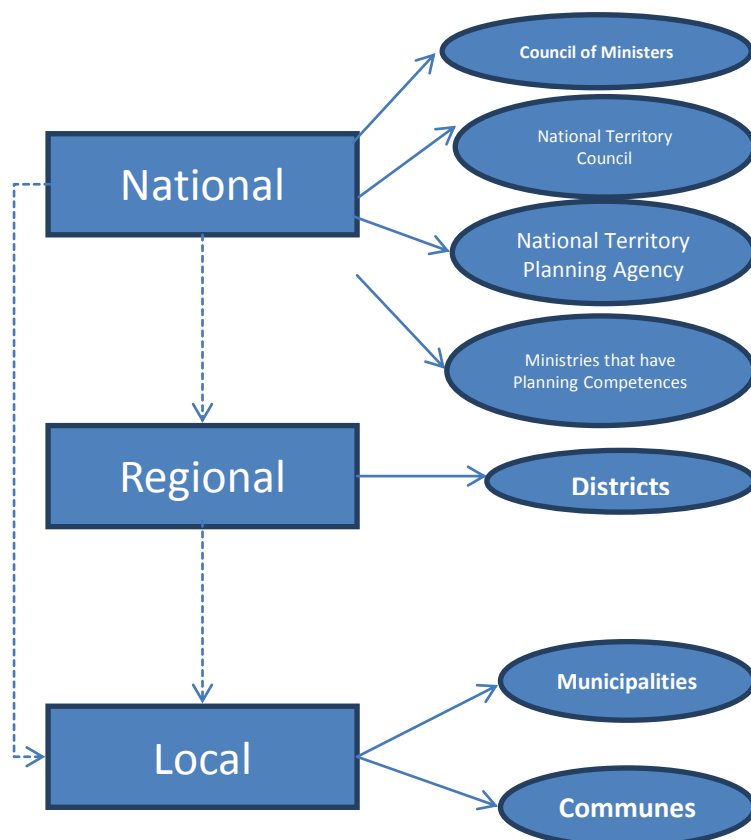 Council of Ministers
National Territory
Council
National
National Territory
Planning Agency
Ministries that have
Planning Competences
Regional
Districts
Municipalities
Local
Communes